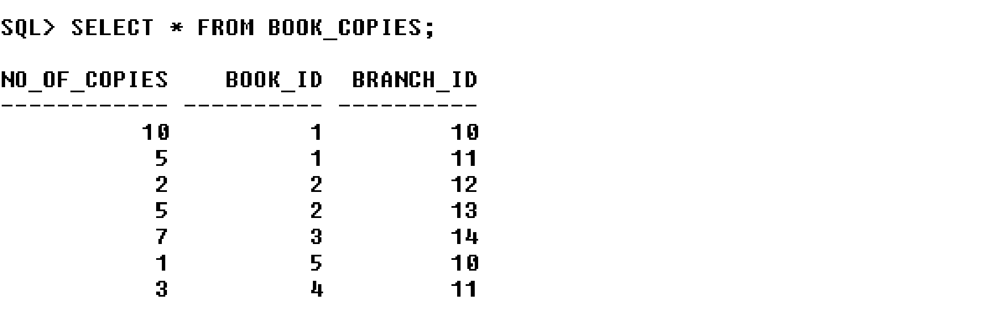 SQL> SELECT * FROM BOOK_COPIES;
NO_OF_COPIES    BOOK_ID  BRANCH_ID
------------ ---------- ----------
          10          1         10
           5          1         11
           2          2         12
           5          2         13
           7          3         14
           1          5         10
           3          4         11